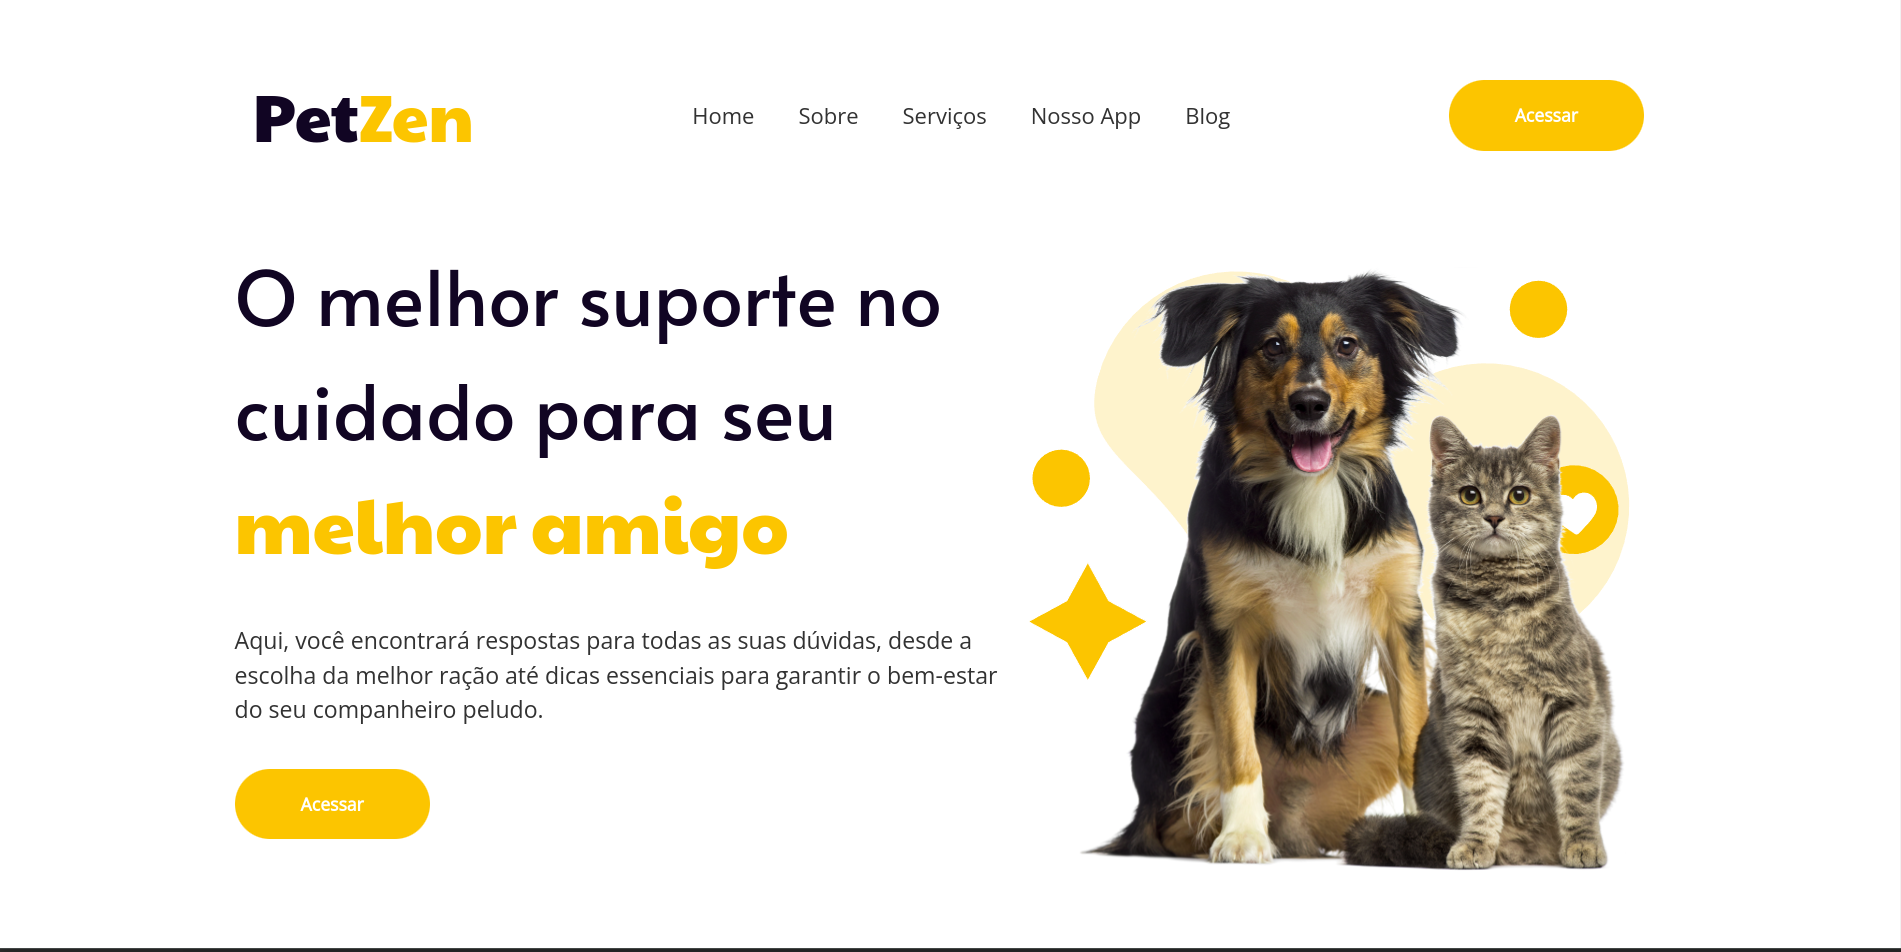 PetZen
Home Sobre Serviços Nosso App Blog
Acessar
O melhor suporte no
cuidado para seu
melhor amigo
Aqui, você encontrará respostas para todas as suas dúvidas, desde a
escolha da melhor ração até dicas essenciais para garantir o bem-estar
do seu companheiro peludo.
Acessar